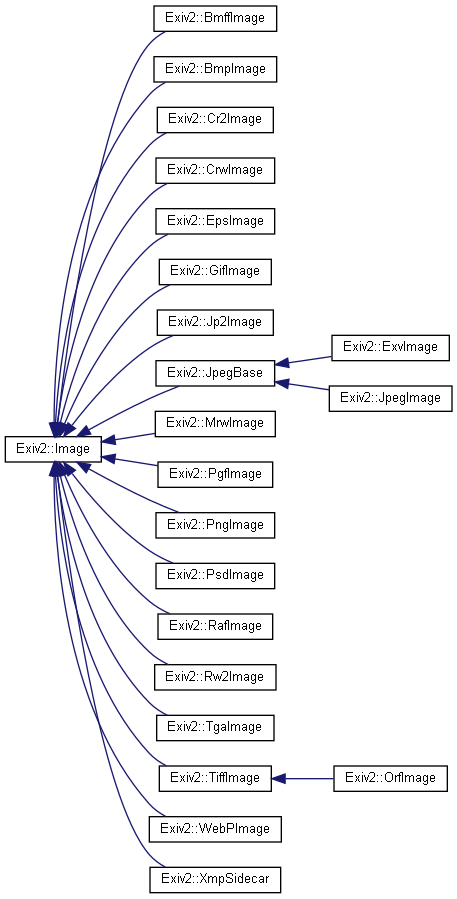 Exiv2::BmffImage
Exiv2::BmpImage
Exiv2::Cr2Image
Exiv2::CrwImage
Exiv2::EpsImage
Exiv2::GifImage
Exiv2::Jp2Image
Exiv2::ExvImage
Exiv2::JpegBase
Exiv2::JpegImage
Exiv2::MrwImage
Exiv2::Image
Exiv2::PgfImage
Exiv2::PngImage
Exiv2::PsdImage
Exiv2::RafImage
Exiv2::Rw2Image
Exiv2::TgaImage
Exiv2::TiffImage
Exiv2::OrfImage
Exiv2::WebPImage
Exiv2::XmpSidecar